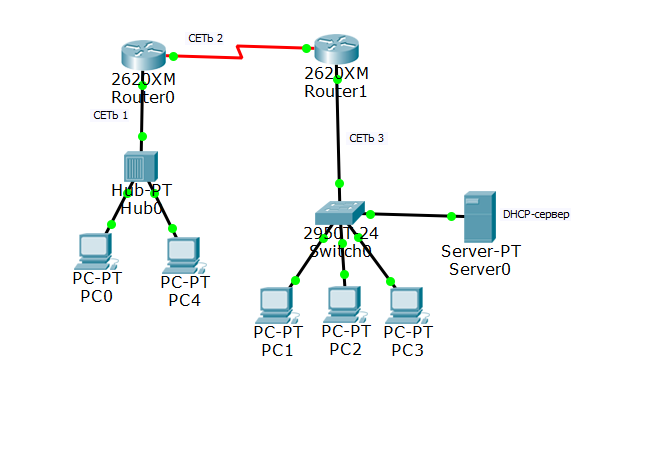 СЕТЬ 2
2620XM
Router0
2620XM
Router1
СЕТЬ 1
СЕТЬ 3
Hub-PT
Hub0
2950T-24
Switch0
DHCP-сервер
Server-PT
Server0
PC-PT
PC0
PC-PT
PC4
PC-PT
PC1
PC-PT
PC2
PC-PT
PC3